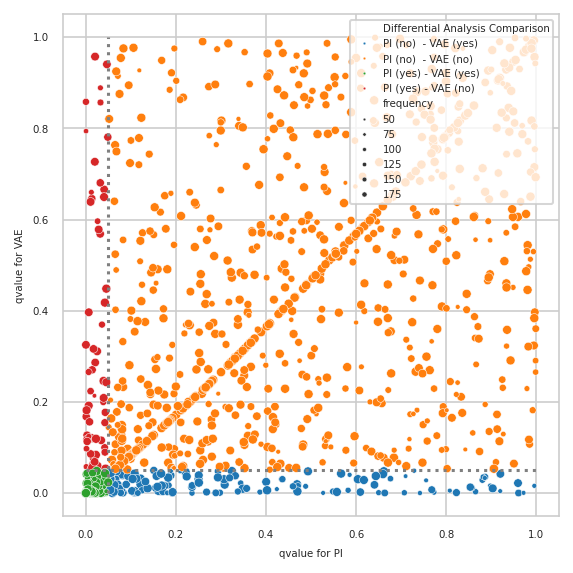 Differential Analysis Comparison
PI (no)  - VAE (yes)
PI (no)  - VAE (no)
PI (yes) - VAE (yes)
PI (yes) - VAE (no)
frequency
50
75
100
125
150
175
1.0
0.8
0.6
0.4
0.2
0.0
qvalue for VAE
0.0 0.2 0.4 0.6 0.8 1.0
qvalue for PI